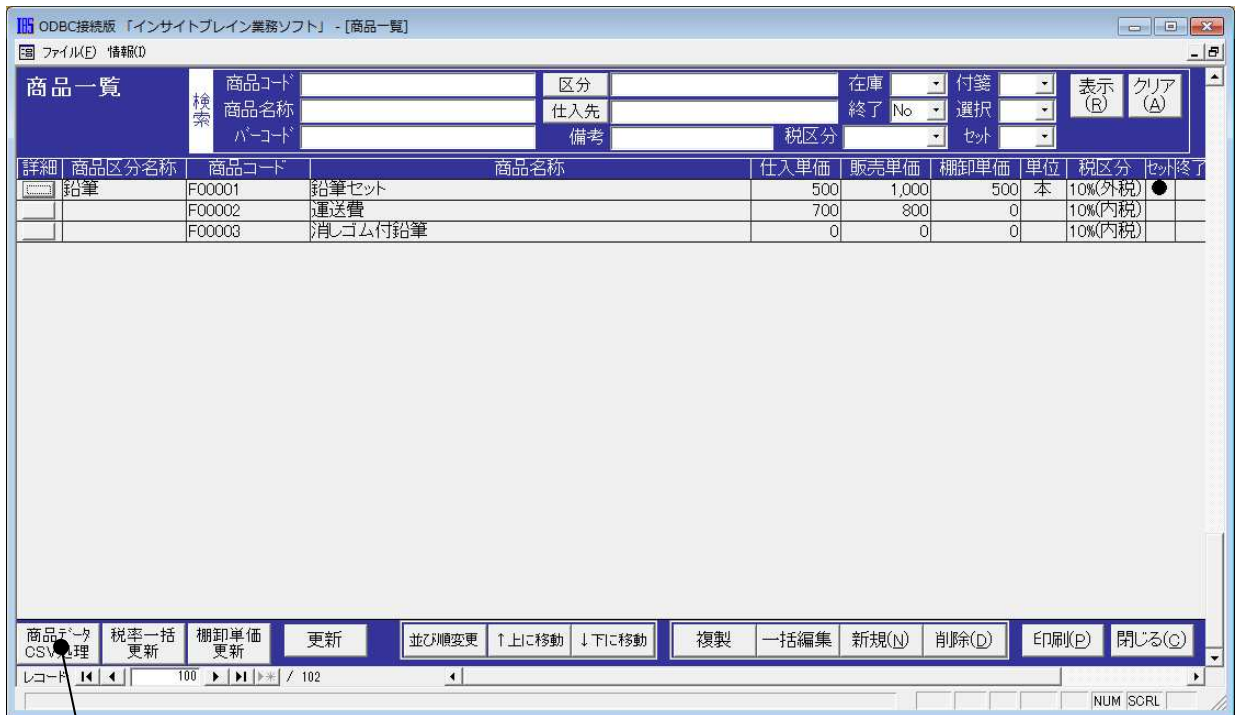 IBS ODBC接続版 「インサイトブレイン業務ソフト」 - [商品一覧]
ファイル(F) 情報(I)
商品一覧 検索 商品コード 区分 在庫 付箋 表示(R) クリア(A)
商品名称 仕入先 終了 No 選択
バーコード 備考 税区分 セット
詳細 商品区分名称 商品コード 商品名称 仕入単価 販売単価 棚卸単価 単位 税区分 セット 終了
鉛筆 F00001 鉛筆セット 500 1,000 500 本 10%(外税) ●
F00002 運送費 700 800 0 10%(内税)
F00003 消しゴム付鉛筆 0 0 0 10%(内税)
商品データCSV処理 税率一括更新 棚卸単価更新 更新 並び順変更 ↑上に移動 ↓下に移動 複製 一括編集 新規(N) 削除(D) 印刷(P) 閉じる(C)
レコード 100 / 102
NUM SCRL